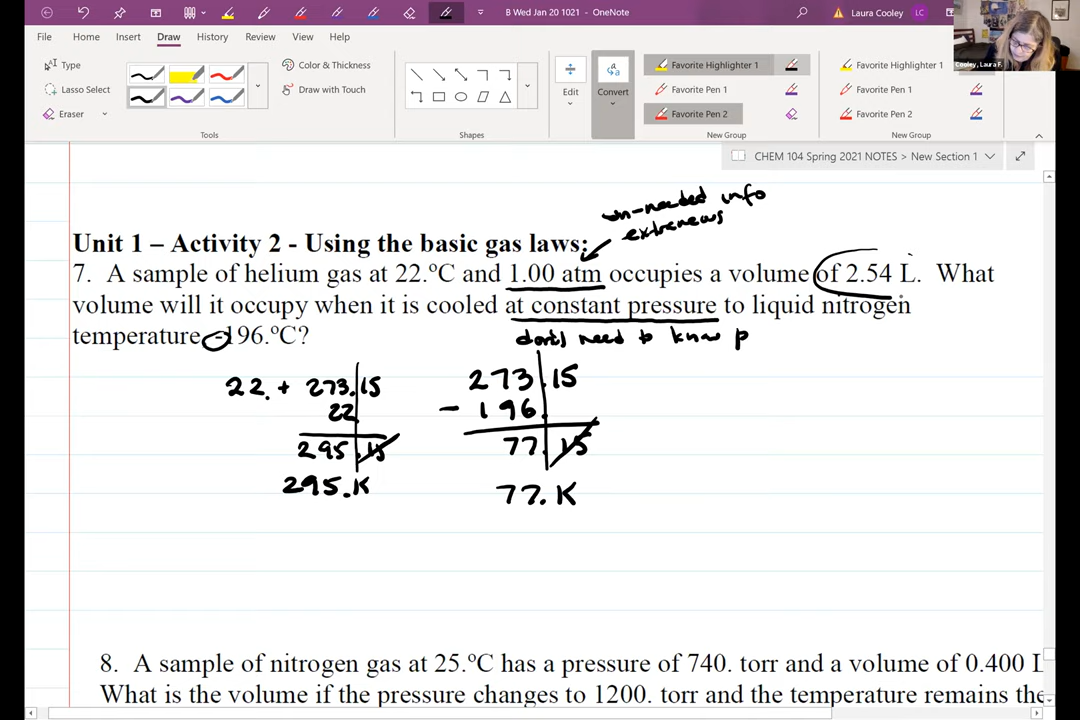 B Wed Jan 20 1021 - OneNote
Laura Cooley
LC
Cooley, Laura F.
File Home Insert Draw History Review View Help
Type
Lasso Select
Eraser
Color & Thickness
Draw with Touch
Edit
Convert
Favorite Highlighter 1
Favorite Pen 1
Favorite Pen 2
Favorite Highlighter 1
Favorite Pen 1
Favorite Pen 2
Tools
Shapes
New Group
New Group
CHEM 104 Spring 2021 NOTES > New Section 1
un-needed info
extraneous
Unit 1 – Activity 2 - Using the basic gas laws:
7. A sample of helium gas at 22.ºC and 1.00 atm occupies a volume of 2.54 L. What
volume will it occupy when it is cooled at constant pressure to liquid nitrogen
temperature -196.ºC?
don't need to know P
22. + 273.15
22
295.15
295. K
273.15
- 196.
77.15
77. K
8. A sample of nitrogen gas at 25.ºC has a pressure of 740. torr and a volume of 0.400 L
What is the volume if the pressure changes to 1200. torr and the temperature remains the